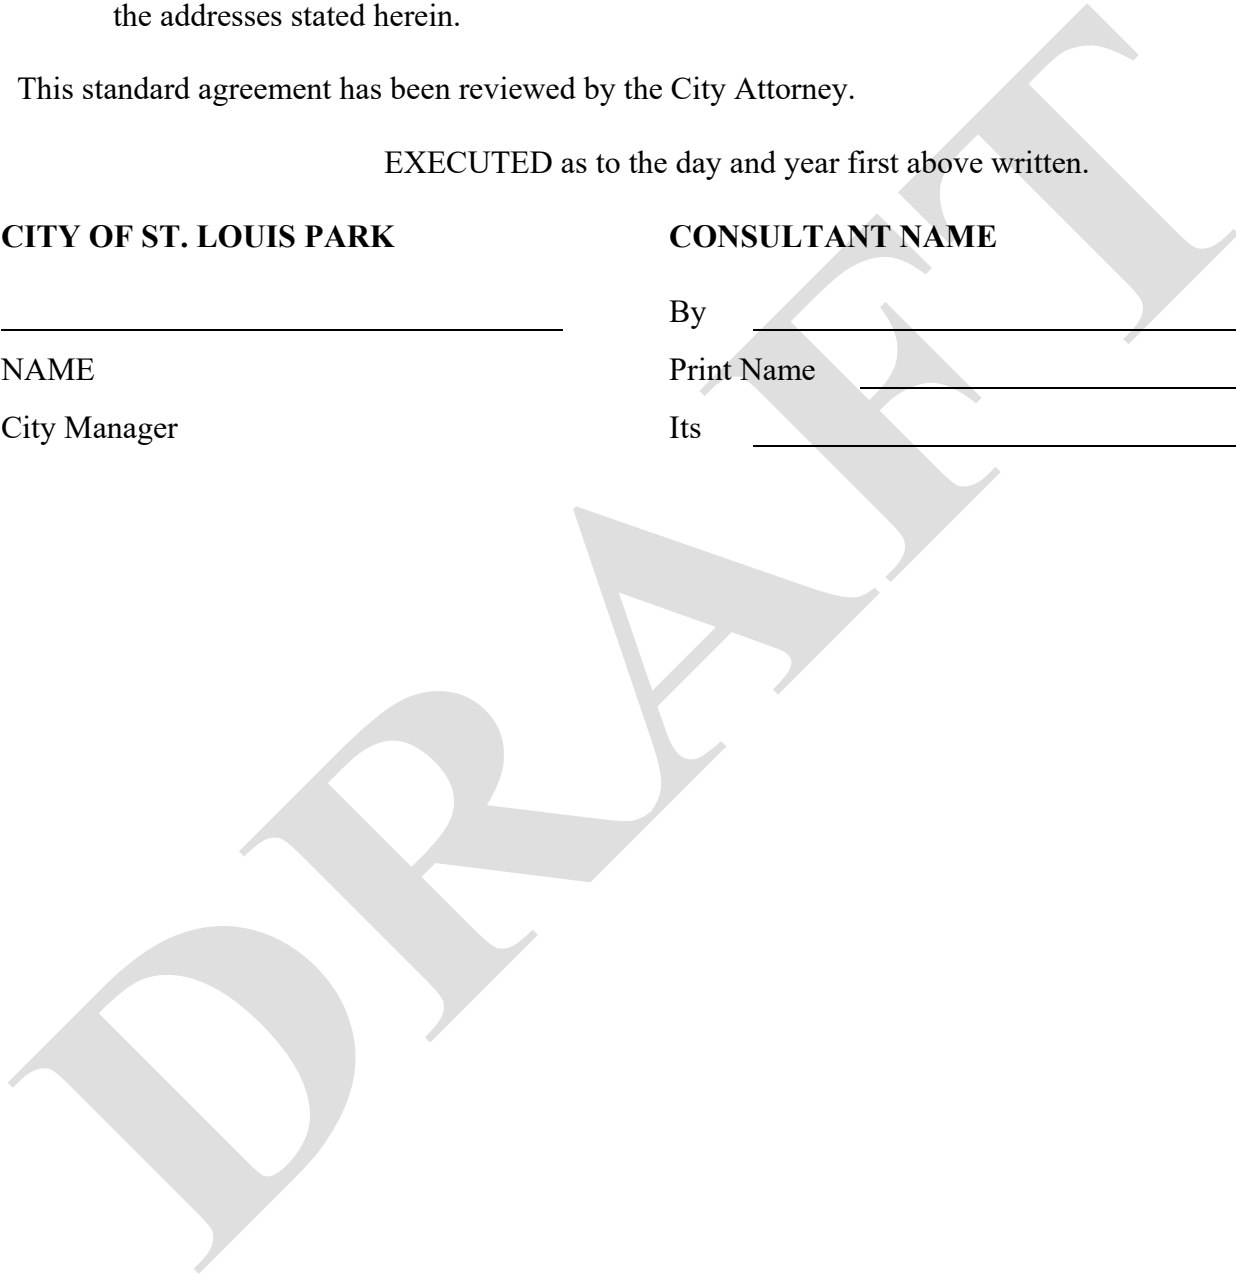 the addresses stated herein.
This standard agreement has been reviewed by the City Attorney.
EXECUTED as to the day and year first above written.
CITY OF ST. LOUIS PARK
CONSULTANT NAME
By
NAME
Print Name
City Manager
Its
DRAFT